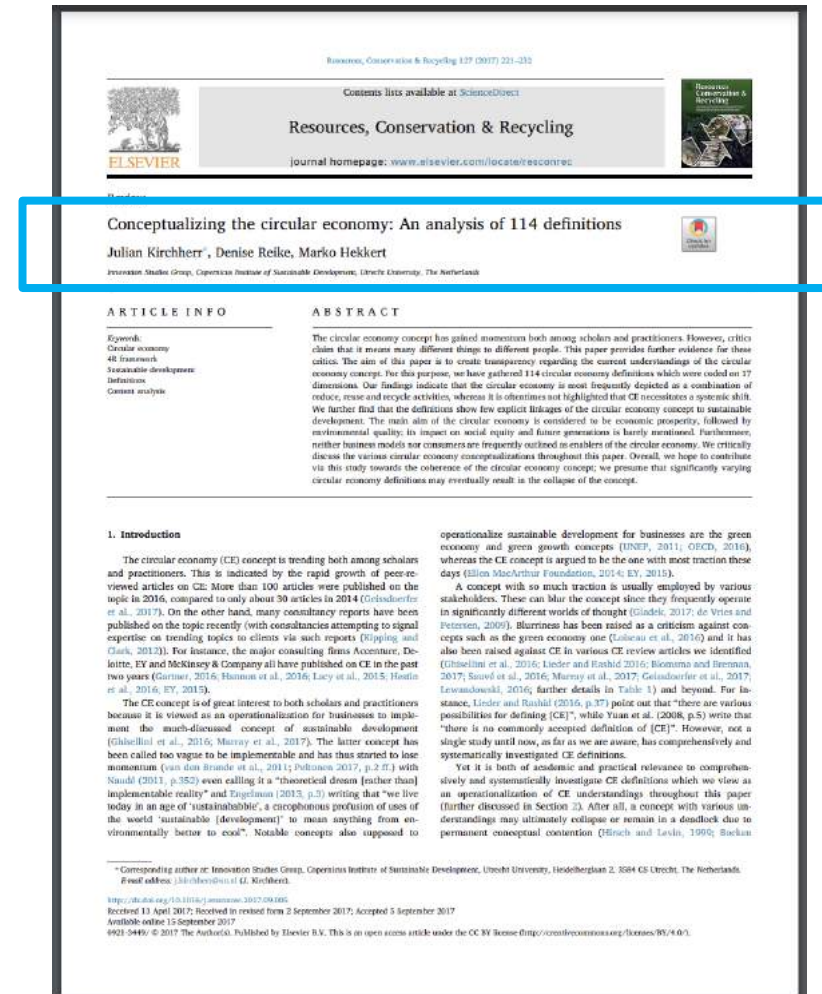 Resources, Conservation & Recycling 127 (2017) 221–232
Contents lists available at ScienceDirect
Resources, Conservation & Recycling
journal homepage: www.elsevier.com/locate/resconrec
ELSEVIER
Resources
Conservation &
Recycling
Conceptualizing the circular economy: An analysis of 114 definitions
Check for
updates
Julian Kirchherr*, Denise Reike, Marko Hekkert
Innovation Studies Group, Copernicus Institute of Sustainable Development, Utrecht University, The Netherlands
ARTICLE INFO
Keywords:
Circular economy
4R framework
Sustainable development
Definitions
Content analysis
ABSTRACT
The circular economy concept has gained momentum both among scholars and practitioners. However, critics
claim that it means many different things to different people. This paper provides further evidence for these
critics. The aim of this paper is to create transparency regarding the current understandings of the circular
economy concept. For this purpose, we have gathered 114 circular economy definitions which were coded on 17
dimensions. Our findings indicate that the circular economy is most frequently depicted as a combination of
reduce, reuse and recycle activities, whereas it is oftentimes not highlighted that CE necessitates a systemic shift.
We further find that the definitions show few explicit linkages of the circular economy concept to sustainable
development. The main aim of the circular economy is considered to be economic prosperity, followed by
environmental quality; its impact on social equity and future generations is barely mentioned. Furthermore,
neither business models nor consumers are frequently outlined as enablers of the circular economy. We critically
discuss the various circular economy conceptualizations throughout this paper. Overall, we hope to contribute
via this study towards the coherence of the circular economy concept; we presume that significantly varying
circular economy definitions may eventually result in the collapse of the concept.
1. Introduction
The circular economy (CE) concept is trending both among scholars
and practitioners. This is indicated by the rapid growth of peer-re-
viewed articles on CE: More than 100 articles were published on the
topic in 2016, compared to only about 30 articles in 2014 (Geissdoerfer
et al., 2017). On the other hand, many consultancy reports have been
published on the topic recently (with consultancies attempting to signal
expertise on trending topics to clients via such reports (Kipping and
Clark, 2012)). For instance, the major consulting firms Accenture, De-
loitte, EY and McKinsey & Company all have published on CE in the past
two years (Gartner, 2016; Hannon et al., 2016; Lacy et al., 2015; Hestin
et al., 2016; EY, 2015).
The CE concept is of great interest to both scholars and practitioners
because it is viewed as an operationalization for businesses to imple-
ment the much-discussed concept of sustainable development
(Ghisellini et al., 2016; Murray et al., 2017). The latter concept has
been called too vague to be implementable and has thus started to lose
momentum (van den Brande et al., 2011; Peltonen 2017, p.2 ff.) with
Naudé (2011, p.352) even calling it a "theoretical dream [rather than]
implementable reality" and Engelman (2013, p.3) writing that "we live
today in an age of 'sustainababble', a cacophonous profusion of uses of
the world 'sustainable [development]' to mean anything from en-
vironmentally better to cool". Notable concepts also supposed to
operationalize sustainable development for businesses are the green
economy and green growth concepts (UNEP, 2011; OECD, 2016),
whereas the CE concept is argued to be the one with most traction these
days (Ellen MacArthur Foundation, 2014; EY, 2015).
A concept with so much traction is usually employed by various
stakeholders. These can blur the concept since they frequently operate
in significantly different worlds of thought (Gladek, 2017; de Vries and
Petersen, 2009). Blurriness has been raised as a criticism against con-
cepts such as the green economy one (Loiseau et al., 2016) and it has
also been raised against CE in various CE review articles we identified
(Ghisellini et al., 2016; Lieder and Rashid 2016; Blomsma and Brennan,
2017; Sauvé et al., 2016; Murray et al., 2017; Geissdoerfer et al., 2017;
Lewandowski, 2016; further details in Table 1) and beyond. For in-
stance, Lieder and Rashid (2016, p.37) point out that "there are various
possibilities for defining [CE]", while Yuan et al. (2008, p.5) write that
"there is no commonly accepted definition of [CE]". However, not a
single study until now, as far as we are aware, has comprehensively and
systematically investigated CE definitions.
Yet it is both of academic and practical relevance to comprehen-
sively and systematically investigate CE definitions which we view as
an operationalization of CE understandings throughout this paper
(further discussed in Section 2). After all, a concept with various un-
derstandings may ultimately collapse or remain in a deadlock due to
permanent conceptual contention (Hirsch and Levin, 1999; Bocken
* Corresponding author at: Innovation Studies Group, Copernicus Institute of Sustainable Development, Utrecht University, Heidelberglaan 2, 3584 CS Utrecht, The Netherlands.
E-mail address: j.kirchherr@uu.nl (J. Kirchherr).
http://dx.doi.org/10.1016/j.resconrec.2017.09.005
Received 13 April 2017; Received in revised form 2 September 2017; Accepted 5 September 2017
Available online 15 September 2017
0921-3449/ © 2017 The Author(s). Published by Elsevier B.V. This is an open access article under the CC BY license (http://creativecommons.org/licenses/BY/4.0/).